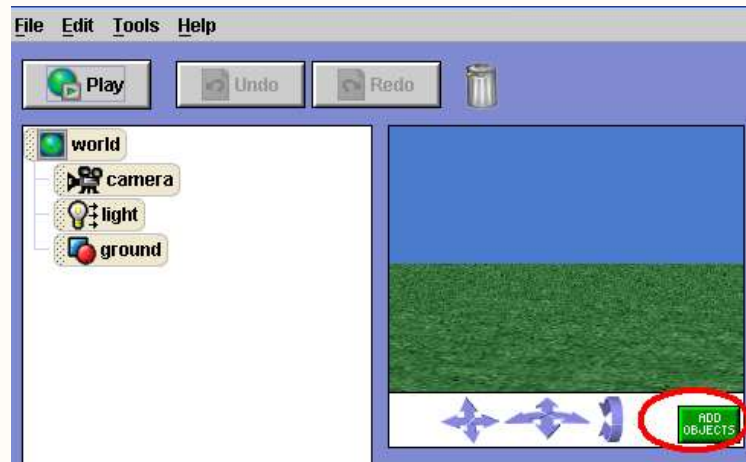 File Edit Tools Help
Play Undo Redo
world
camera
light
ground
ADD
OBJECTS